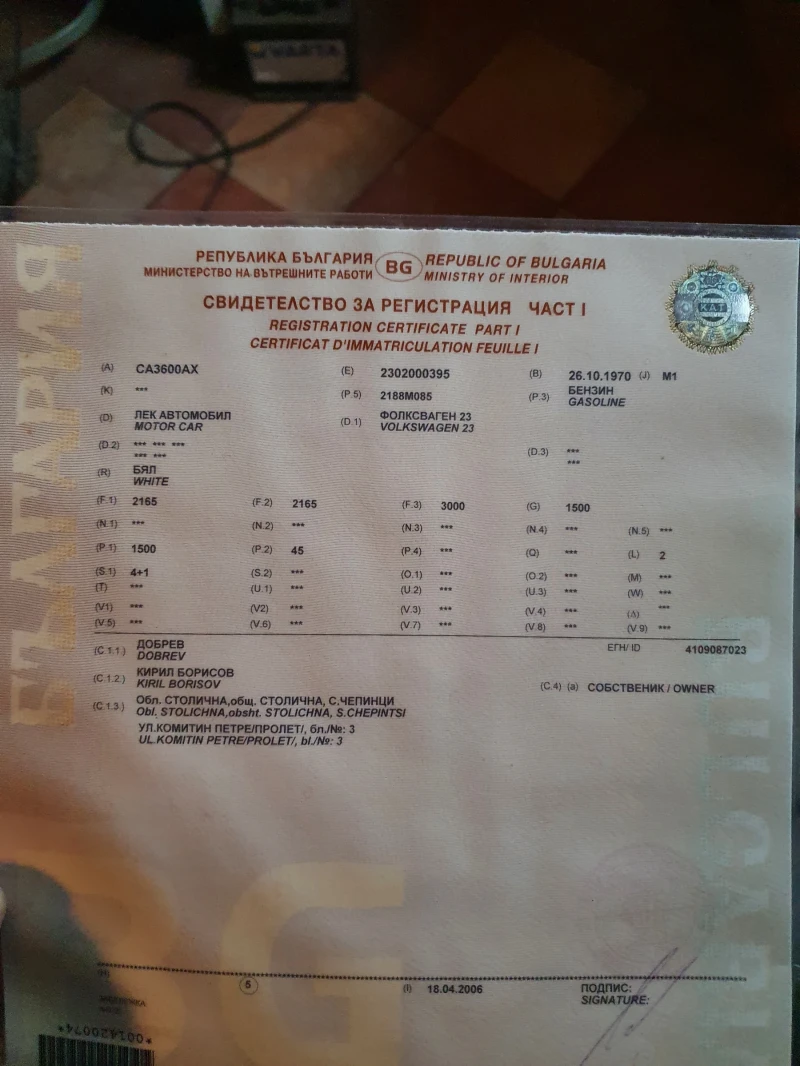 VARTA
РЕПУБЛИКА БЪЛГАРИЯ BG REPUBLIC OF BULGARIA
МИНИСТЕРСТВО НА ВЪТРЕШНИТЕ РАБОТИ MINISTRY OF INTERIOR
СВИДЕТЕЛСТВО ЗА РЕГИСТРАЦИЯ ЧАСТ I
REGISTRATION CERTIFICATE PART I
CERTIFICAT D'IMMATRICULATION FEUILLE I
КАТ
(A) CA3600AX (E) 2302000395 (B) 26.10.1970 (J) M1
(K) *** (P.5) 2188M085 (P.3) БЕНЗИН
GASOLINE
(D) ЛЕК АВТОМОБИЛ (D.1) ФОЛКСВАГЕН 23
MOTOR CAR VOLKSWAGEN 23
(D.2) *** *** *** (D.3) ***
*** *** ***
(R) БЯЛ
WHITE
(F.1) 2165 (F.2) 2165 (F.3) 3000 (G) 1500
(N.1) *** (N.2) *** (N.3) *** (N.4) *** (N.5) ***
(P.1) 1500 (P.2) 45 (P.4) *** (Q) *** (L) 2
(S.1) 4+1 (S.2) *** (O.1) *** (O.2) *** (M) ***
(T) *** (U.1) *** (U.2) *** (U.3) *** (W) ***
(V1) *** (V2) *** (V.3) *** (V.4) *** (Δ) ***
(V.5) *** (V.6) *** (V.7) *** (V.8) *** (V.9) ***
(C.1.1.) ДОБРЕВ ЕГН/ ID 4109087023
DOBREV
(C.1.2.) КИРИЛ БОРИСОВ (C.4) (a) СОБСТВЕНИК / OWNER
KIRIL BORISOV
(C.1.3.) Обл. СТОЛИЧНА,общ. СТОЛИЧНА, С.ЧЕПИНЦИ
Obl. STOLICHNA,obsht. STOLICHNA, S.CHEPINTSI
УЛ.КОМИТИН ПЕТРЕ/ПРОЛЕТ/, бл./№: 3
UL.KOMITIN PETRE/PROLET/, bl./№: 3
(H) 5 (I) 18.04.2006 ПОДПИС:
SIGNATURE:
*001420074*